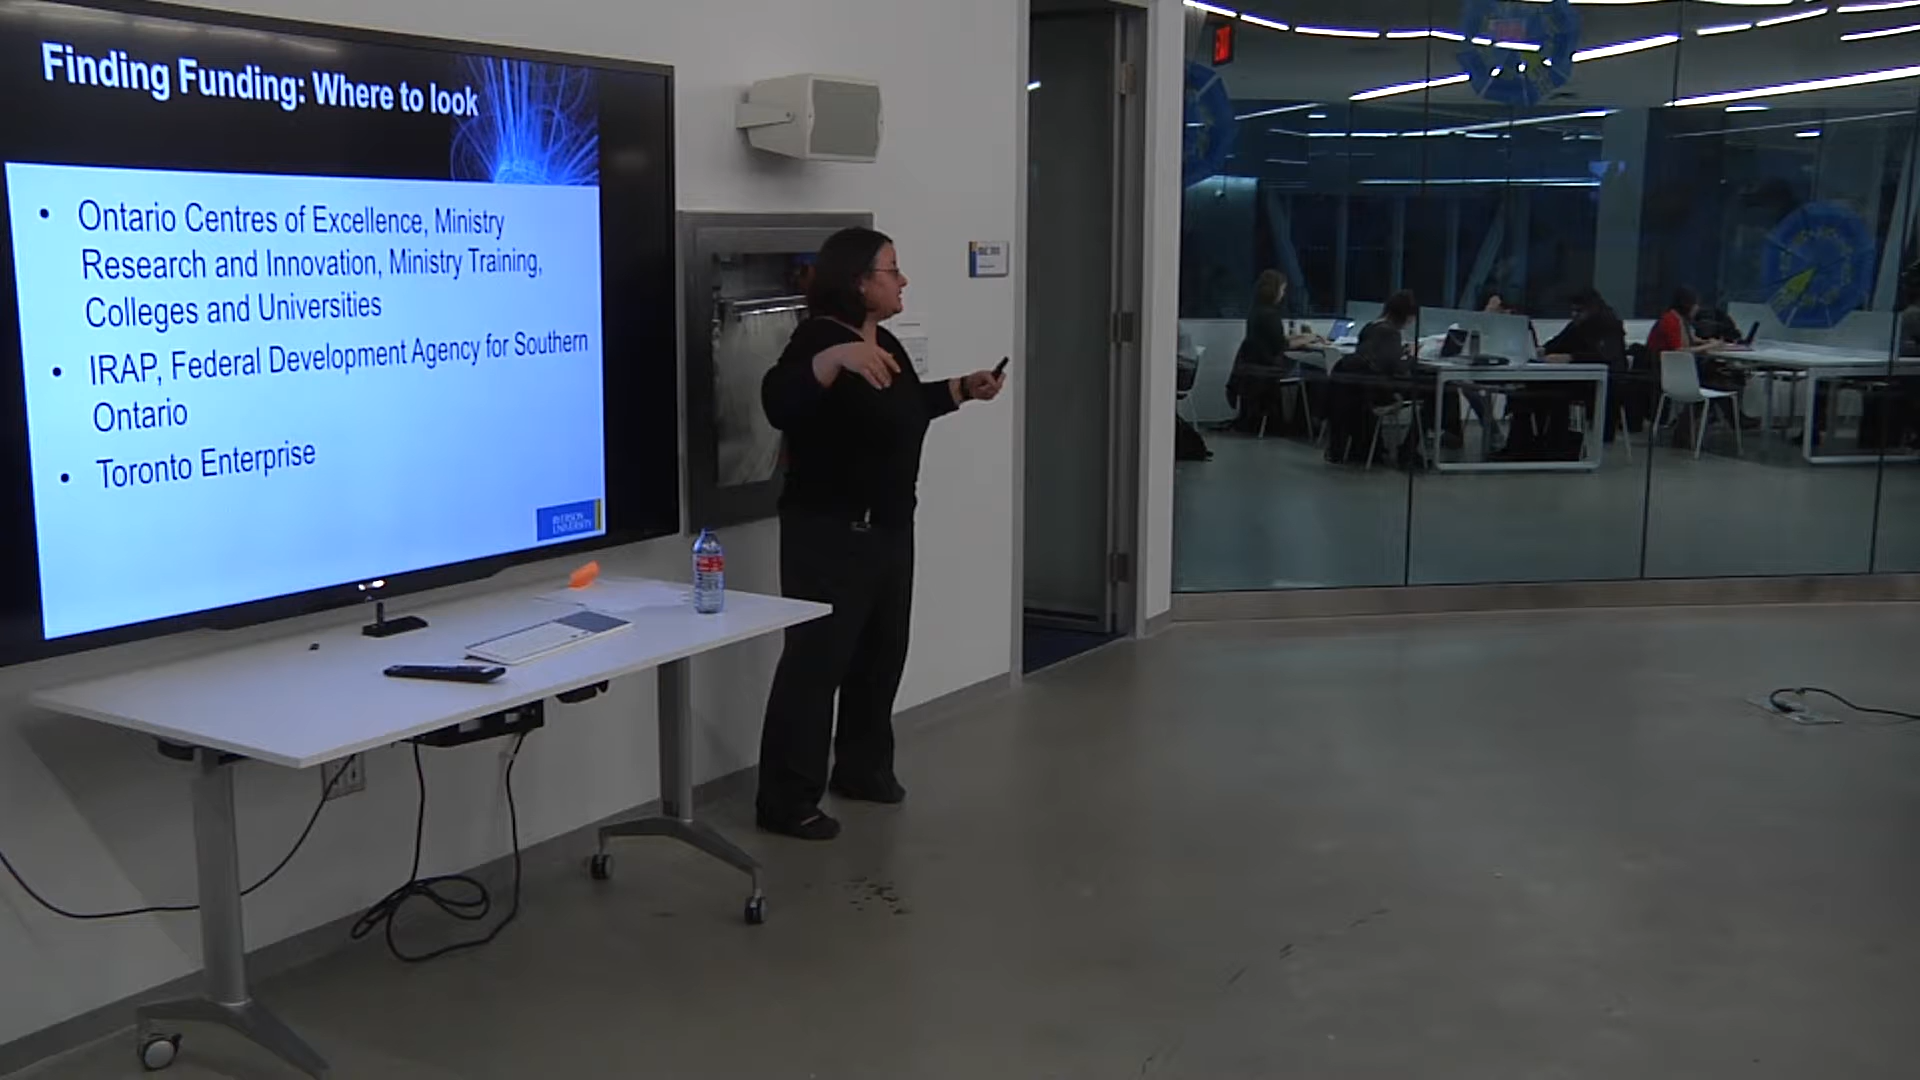 Finding Funding: Where to look
• Ontario Centres of Excellence, Ministry
Research and Innovation, Ministry Training,
Colleges and Universities
• IRAP, Federal Development Agency for Southern
Ontario
• Toronto Enterprise
UNIVERSITY